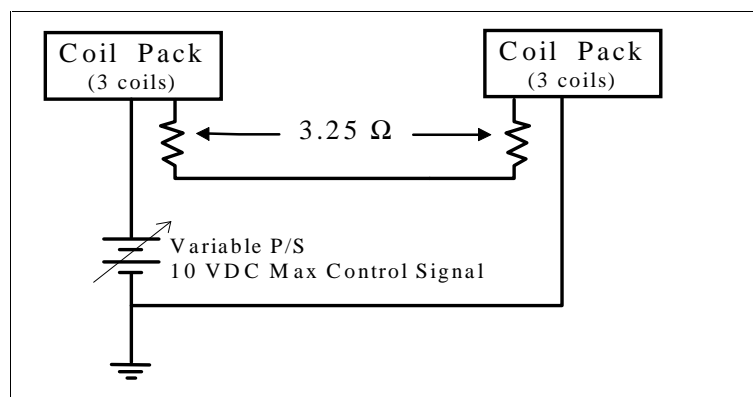 Coil Pack
(3 coils)
Coil Pack
(3 coils)
3.25 Ω
Variable P/S
10 VDC Max Control Signal